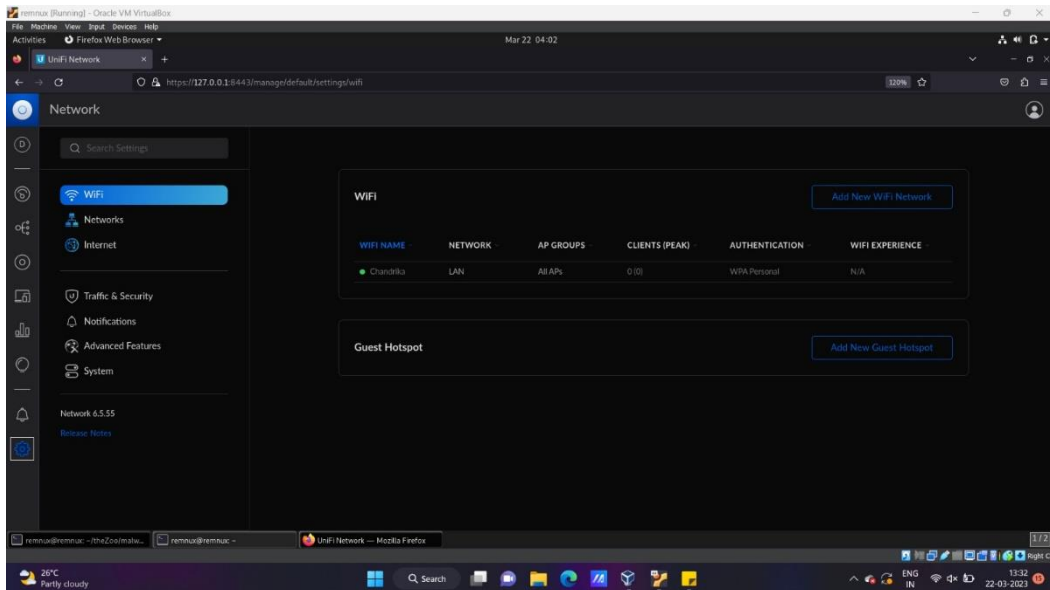 remnux [Running] - Oracle VM VirtualBox
File Machine View Input Devices Help
Activities Firefox Web Browser Mar 22 04:02
UniFi Network
https://127.0.0.1:8443/manage/default/settings/wifi 120%
Network
Search Settings
WiFi
Networks
Internet
Traffic & Security
Notifications
Advanced Features
System
Network 6.5.55
Release Notes
WiFi Add New WiFi Network
WIFI NAME NETWORK AP GROUPS CLIENTS (PEAK) AUTHENTICATION WIFI EXPERIENCE
Chandrika LAN All APs 0 (0) WPA Personal N/A
Guest Hotspot Add New Guest Hotspot
remnux@remnux: ~/theZoo/malw... remnux@remnux: ~ UniFi Network — Mozilla Firefox 1/2
Right C
26°C
Partly cloudy
Search
ENG
IN
13:32
22-03-2023